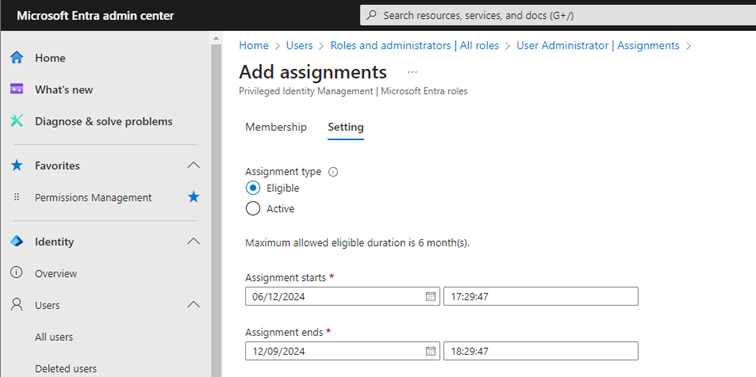 Microsoft Entra admin center
Search resources, services, and docs (G+/)
Home
What's new
Diagnose & solve problems
Favorites
Permissions Management
Identity
Overview
Users
All users
Deleted users
Home > Users > Roles and administrators | All roles > User Administrator | Assignments >
Add assignments ...
Privileged Identity Management | Microsoft Entra roles
Membership Setting
Assignment type
Eligible
Active
Maximum allowed eligible duration is 6 month(s).
Assignment starts *
06/12/2024 17:29:47
Assignment ends *
12/09/2024 18:29:47